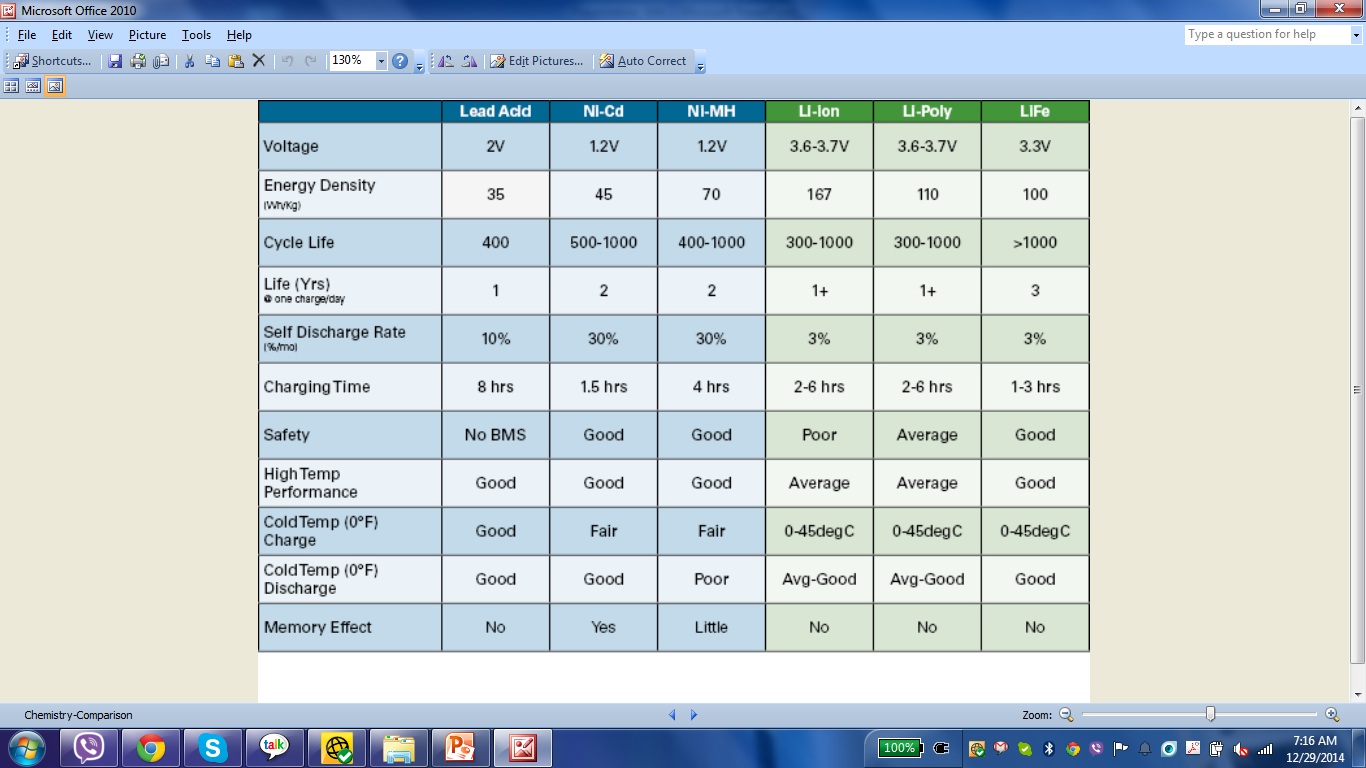 Microsoft Office 2010
File Edit View Picture Tools Help
Type a question for help
Shortcuts... 130% Edit Pictures... Auto Correct
Lead Acid Ni-Cd Ni-MH Li-Ion Li-Poly LiFe
Voltage 2V 1.2V 1.2V 3.6-3.7V 3.6-3.7V 3.3V
Energy Density
(Wh/Kg) 35 45 70 167 110 100
Cycle Life 400 500-1000 400-1000 300-1000 300-1000 >1000
Life (Yrs)
@ one charge/day 1 2 2 1+ 1+ 3
Self Discharge Rate
(%/mo) 10% 30% 30% 3% 3% 3%
Charging Time 8 hrs 1.5 hrs 4 hrs 2-6 hrs 2-6 hrs 1-3 hrs
Safety No BMS Good Good Poor Average Good
High Temp
Performance Good Good Good Average Average Good
Cold Temp (0°F)
Charge Good Fair Fair 0-45degC 0-45degC 0-45degC
Cold Temp (0°F)
Discharge Good Good Poor Avg-Good Avg-Good Good
Memory Effect No Yes Little No No No
Chemistry-Comparison Zoom:
talk 100% 7:16 AM
12/29/2014